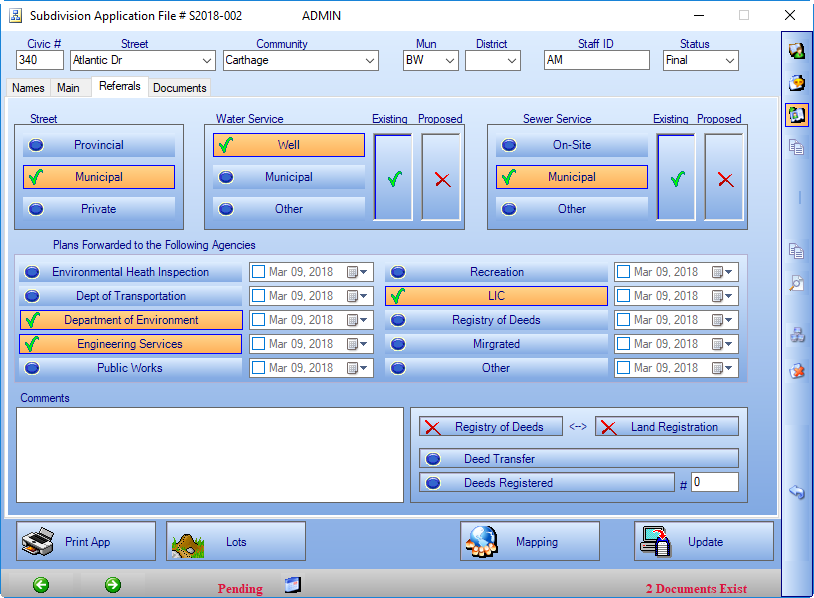 Subdivision Application File # S2018-002 ADMIN
Civic # Street Community Mun District Staff ID Status
340 Atlantic Dr Carthage BW AM Final
Names Main Referrals Documents
Street Water Service Existing Proposed Sewer Service Existing Proposed
Provincial Well On-Site
Municipal Municipal Municipal
Private Other Other
Plans Forwarded to the Following Agencies
Environmental Heath Inspection Mar 09, 2018 Recreation Mar 09, 2018
Dept of Transportation Mar 09, 2018 LIC Mar 09, 2018
Department of Environment Mar 09, 2018 Registry of Deeds Mar 09, 2018
Engineering Services Mar 09, 2018 Mirgrated Mar 09, 2018
Public Works Mar 09, 2018 Other Mar 09, 2018
Comments
Registry of Deeds <--> Land Registration
Deed Transfer
Deeds Registered # 0
Print App Lots Mapping Update
Pending 2 Documents Exist